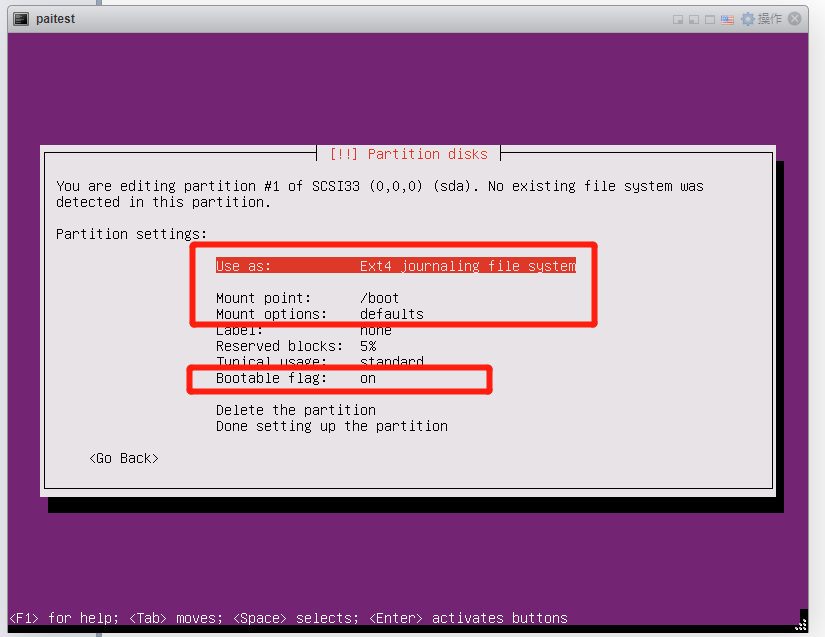 paitest
操作
[!!] Partition disks
You are editing partition #1 of SCSI33 (0,0,0) (sda). No existing file system was
detected in this partition.
Partition settings:
Use as: Ext4 journaling file system
Mount point: /boot
Mount options: defaults
Label: none
Reserved blocks: 5%
Typical usage: standard
Bootable flag: on
Delete the partition
Done setting up the partition
<Go Back>
<F1> for help; <Tab> moves; <Space> selects; <Enter> activates buttons